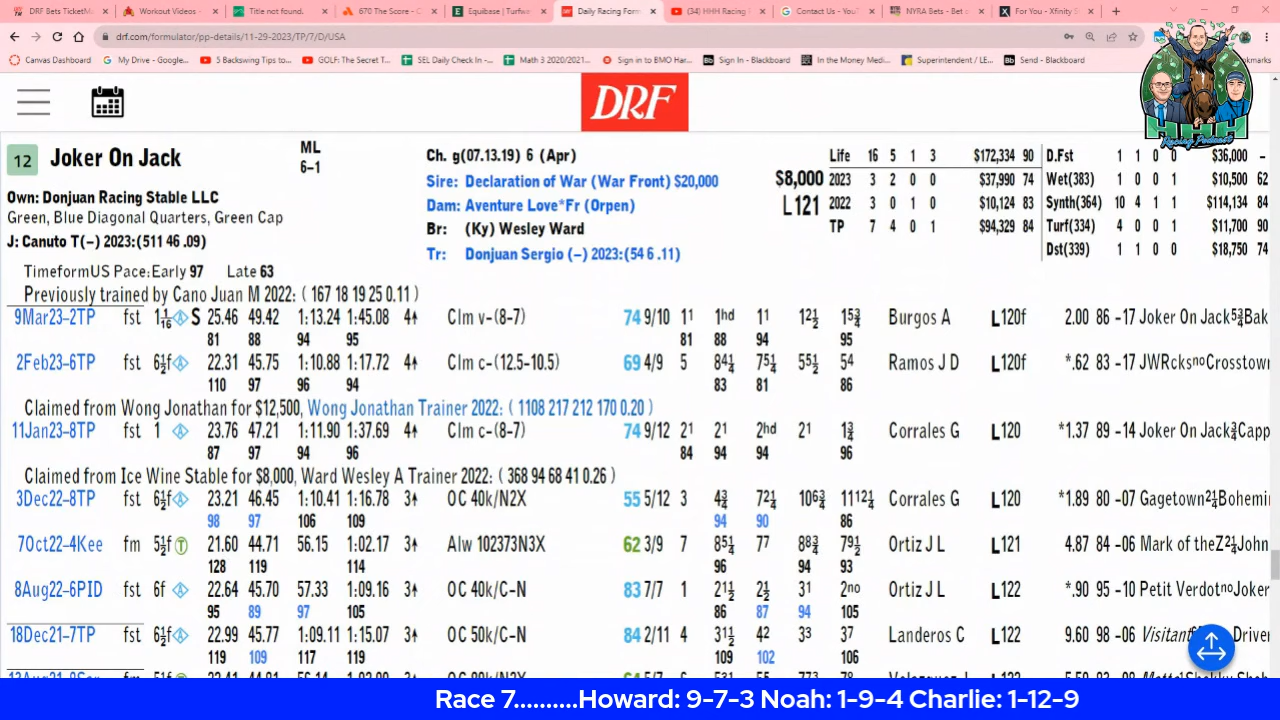 DRF Bets TicketMa
Workout Videos -
Title not found.
670 The Score - C
Equibase | Turfwa
Daily Racing Form
(34) HHH Racing
Contact Us - You
NYRA Bets - Bet o
For You - Xfinity S
drf.com/formulator/pp-details/11-29-2023/TP/7/D/USA
Canvas Dashboard My Drive - Google... 5 Backswing Tips to... GOLF: The Secret T... SEL Daily Check In -... Math 3 2020/2021... Sign in to BMO Har... Sign In - Blackboard In the Money Medi... Superintendent / LE... Send - Blackboard
HHH
Racing Podcast
DRF
12 Joker On Jack
ML
6-1
Own: Donjuan Racing Stable LLC
Green, Blue Diagonal Quarters, Green Cap
J: Canuto T(–) 2023:(511 46 .09)
Ch. g(07.13.19) 6 (Apr)
Sire: Declaration of War (War Front) $20,000
Dam: Aventure Love*Fr (Orpen)
Br: (Ky) Wesley Ward
Tr: Donjuan Sergio (–) 2023:(54 6 .11)
$8,000
L121
Life 16 5 1 3 $172,334 90
2023 3 2 0 0 $37,990 74
2022 3 0 1 0 $10,124 83
TP 7 4 0 1 $94,329 84
D.Fst 1 1 0 0 $36,000 –
Wet(383) 1 0 0 1 $10,500 62
Synth(364) 10 4 1 1 $114,134 84
Turf(334) 4 0 0 1 $11,700 90
Dst(339) 1 1 0 0 $18,750 74
TimeformUS Pace: Early 97 Late 63
Previously trained by Cano Juan M 2022: ( 167 18 19 25 0.11 )
9Mar23–2TP fst 1 1/16 A S 25.46 49.42 1:13.24 1:45.08 4↑ Clm v–(8–7) 74 9/10 1¹ 1hd 1¹ 12½ 15¾ Burgos A L120f 2.00 86 –17 Joker On Jack5¾Bak
81 88 94 95 81 88 94 95
2Feb23–6TP fst 6½f A 22.31 45.75 1:10.88 1:17.72 4↑ Clm c–(12.5–10.5) 69 4/9 5 84¼ 75¼ 55½ 54 Ramos J D L120f *.62 83 –17 JWRcksnoCrosstown
110 97 96 94 83 81 86
Claimed from Wong Jonathan for $12,500, Wong Jonathan Trainer 2022: ( 1108 217 212 170 0.20 )
11Jan23–8TP fst 1 A 23.76 47.21 1:11.90 1:37.69 4↑ Clm c–(8–7) 74 9/12 2¹ 2¹ 2hd 2¹ 1¾ Corrales G L120 *1.37 89 –14 Joker On Jack¾Capp
87 97 94 96 84 94 94 96
Claimed from Ice Wine Stable for $8,000, Ward Wesley A Trainer 2022: ( 368 94 68 41 0.26 )
3Dec22–8TP fst 6½f A 23.21 46.45 1:10.41 1:16.78 3↑ OC 40k/N2X 55 5/12 3 4¾ 72¼ 106¾ 1112¼ Corrales G L120 *1.89 80 –07 Gagetown2¼Bohemi
98 97 106 109 94 90 86
7Oct22–4Kee fm 5½f T 21.60 44.71 56.15 1:02.17 3↑ Alw 102373N3X 62 3/9 7 85¼ 77 88¾ 79½ Ortiz J L L121 4.87 84 –06 Mark of theZ2¼John
128 119 114 96 94 93
8Aug22–6PID fst 6f A 22.64 45.70 57.33 1:09.16 3↑ OC 40k/C–N 83 7/7 1 21½ 2½ 31 2no Ortiz J L L122 *.90 95 –10 Petit VerdotnoJoker
95 89 97 105 86 87 94 105
18Dec21–7TP fst 6½f A 22.99 45.77 1:09.11 1:15.07 3↑ OC 50k/C–N 84 2/11 4 31½ 42 33 37 Landeros C L122 9.60 98 –06 Visitant Driver
119 109 117 119 109 102 106
Race 7..........Howard: 9-7-3 Noah: 1-9-4 Charlie: 1-12-9